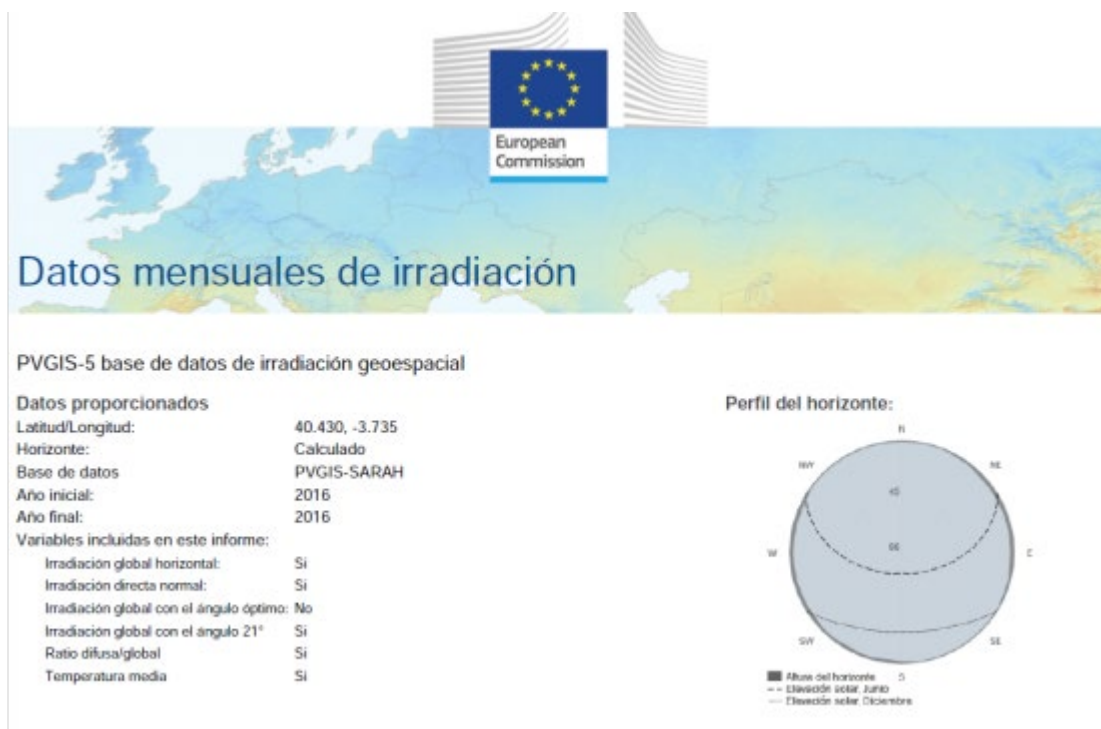 European
Commission
Datos mensuales de irradiación
PVGIS-5 base de datos de irradiación geoespacial
Datos proporcionados
Latitud/Longitud: 40.430, -3.735
Horizonte: Calculado
Base de datos PVGIS-SARAH
Año inicial: 2016
Año final: 2016
Variables incluidas en este informe:
Irradiación global horizontal: Si
Irradiación directa normal: Si
Irradiación global con el ángulo óptimo: No
Irradiación global con el ángulo 21° Si
Ratio difusa/global Si
Temperatura media Si
Perfil del horizonte:
N
NW NE
W E
SW SE
S
Altura del horizonte
Elevación solar, Junio
Elevación solar, Diciembre